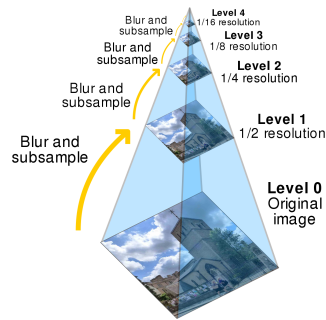 Level 4
1/16 resolution
Blur and
subsample
Level 3
1/8 resolution
Blur and
subsample
Level 2
1/4 resolution
Blur and
subsample
Level 1
1/2 resolution
Blur and
subsample
Level 0
Original
image